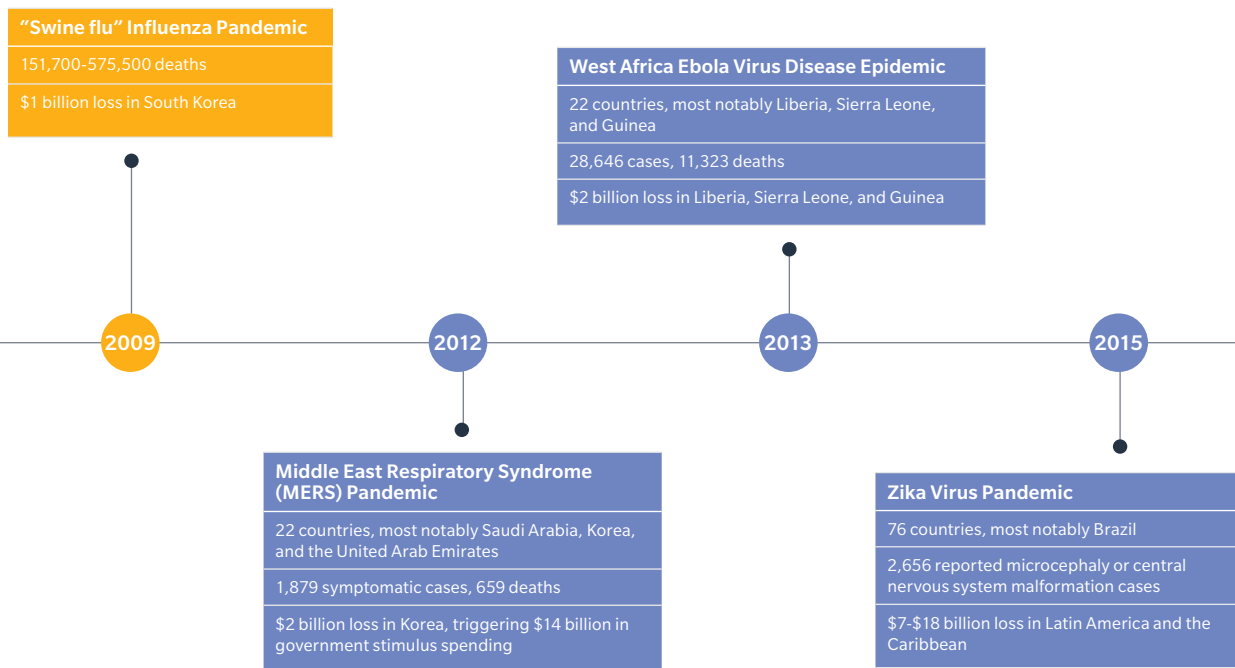 “Swine flu” Influenza Pandemic
151,700-575,500 deaths
$1 billion loss in South Korea
West Africa Ebola Virus Disease Epidemic
22 countries, most notably Liberia, Sierra Leone,
and Guinea
28,646 cases, 11,323 deaths
$2 billion loss in Liberia, Sierra Leone, and Guinea
2009
2012
2013
2015
Middle East Respiratory Syndrome
(MERS) Pandemic
22 countries, most notably Saudi Arabia, Korea,
and the United Arab Emirates
1,879 symptomatic cases, 659 deaths
$2 billion loss in Korea, triggering $14 billion in
government stimulus spending
Zika Virus Pandemic
76 countries, most notably Brazil
2,656 reported microcephaly or central
nervous system malformation cases
$7-$18 billion loss in Latin America and the
Caribbean